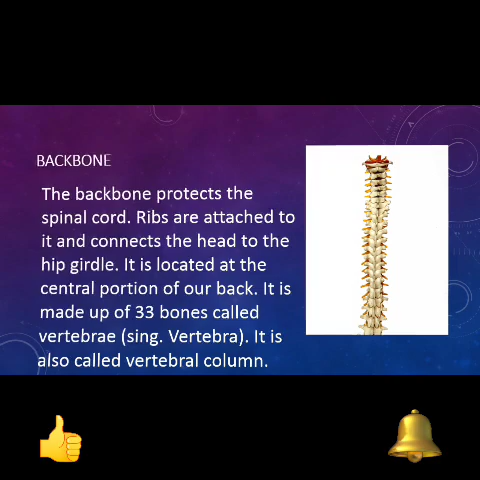 BACKBONE
The backbone protects the
spinal cord. Ribs are attached to
it and connects the head to the
hip girdle. It is located at the
central portion of our back. It is
made up of 33 bones called
vertebrae (sing. Vertebra). It is
also called vertebral column.